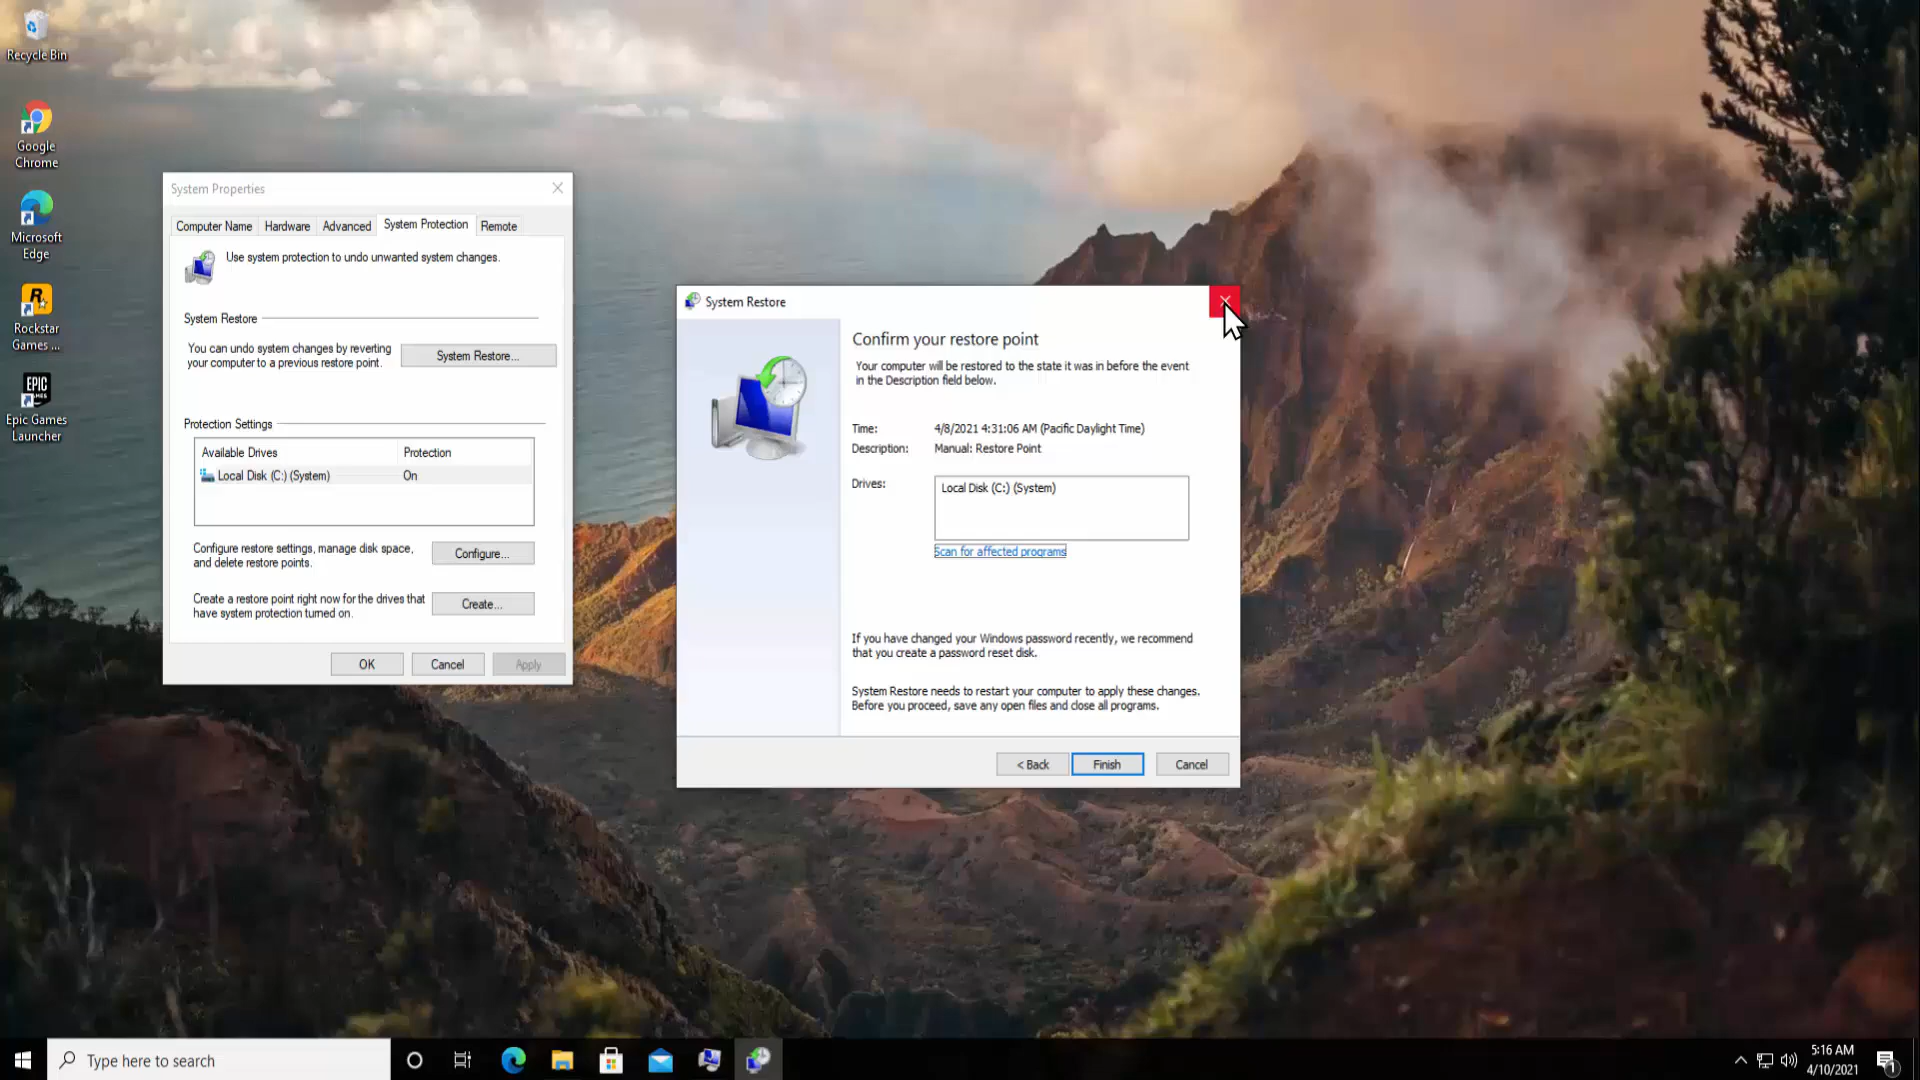 Recycle Bin
Google
Chrome
Microsoft
Edge
Rockstar
Games ...
EPIC
GAMES
Epic Games
Launcher
System Properties
Computer Name
Hardware
Advanced
System Protection
Remote
Use system protection to undo unwanted system changes.
System Restore
You can undo system changes by reverting
your computer to a previous restore point.
System Restore...
Protection Settings
Available Drives
Protection
Local Disk (C:) (System)
On
Configure restore settings, manage disk space,
and delete restore points.
Configure...
Create a restore point right now for the drives that
have system protection turned on.
Create...
OK
Cancel
Apply
System Restore
Confirm your restore point
Your computer will be restored to the state it was in before the event
in the Description field below.
Time:
4/8/2021 4:31:06 AM (Pacific Daylight Time)
Description:
Manual: Restore Point
Drives:
Local Disk (C:) (System)
Scan for affected programs
If you have changed your Windows password recently, we recommend
that you create a password reset disk.
System Restore needs to restart your computer to apply these changes.
Before you proceed, save any open files and close all programs.
< Back
Finish
Cancel
Type here to search
5:16 AM
4/10/2021
1